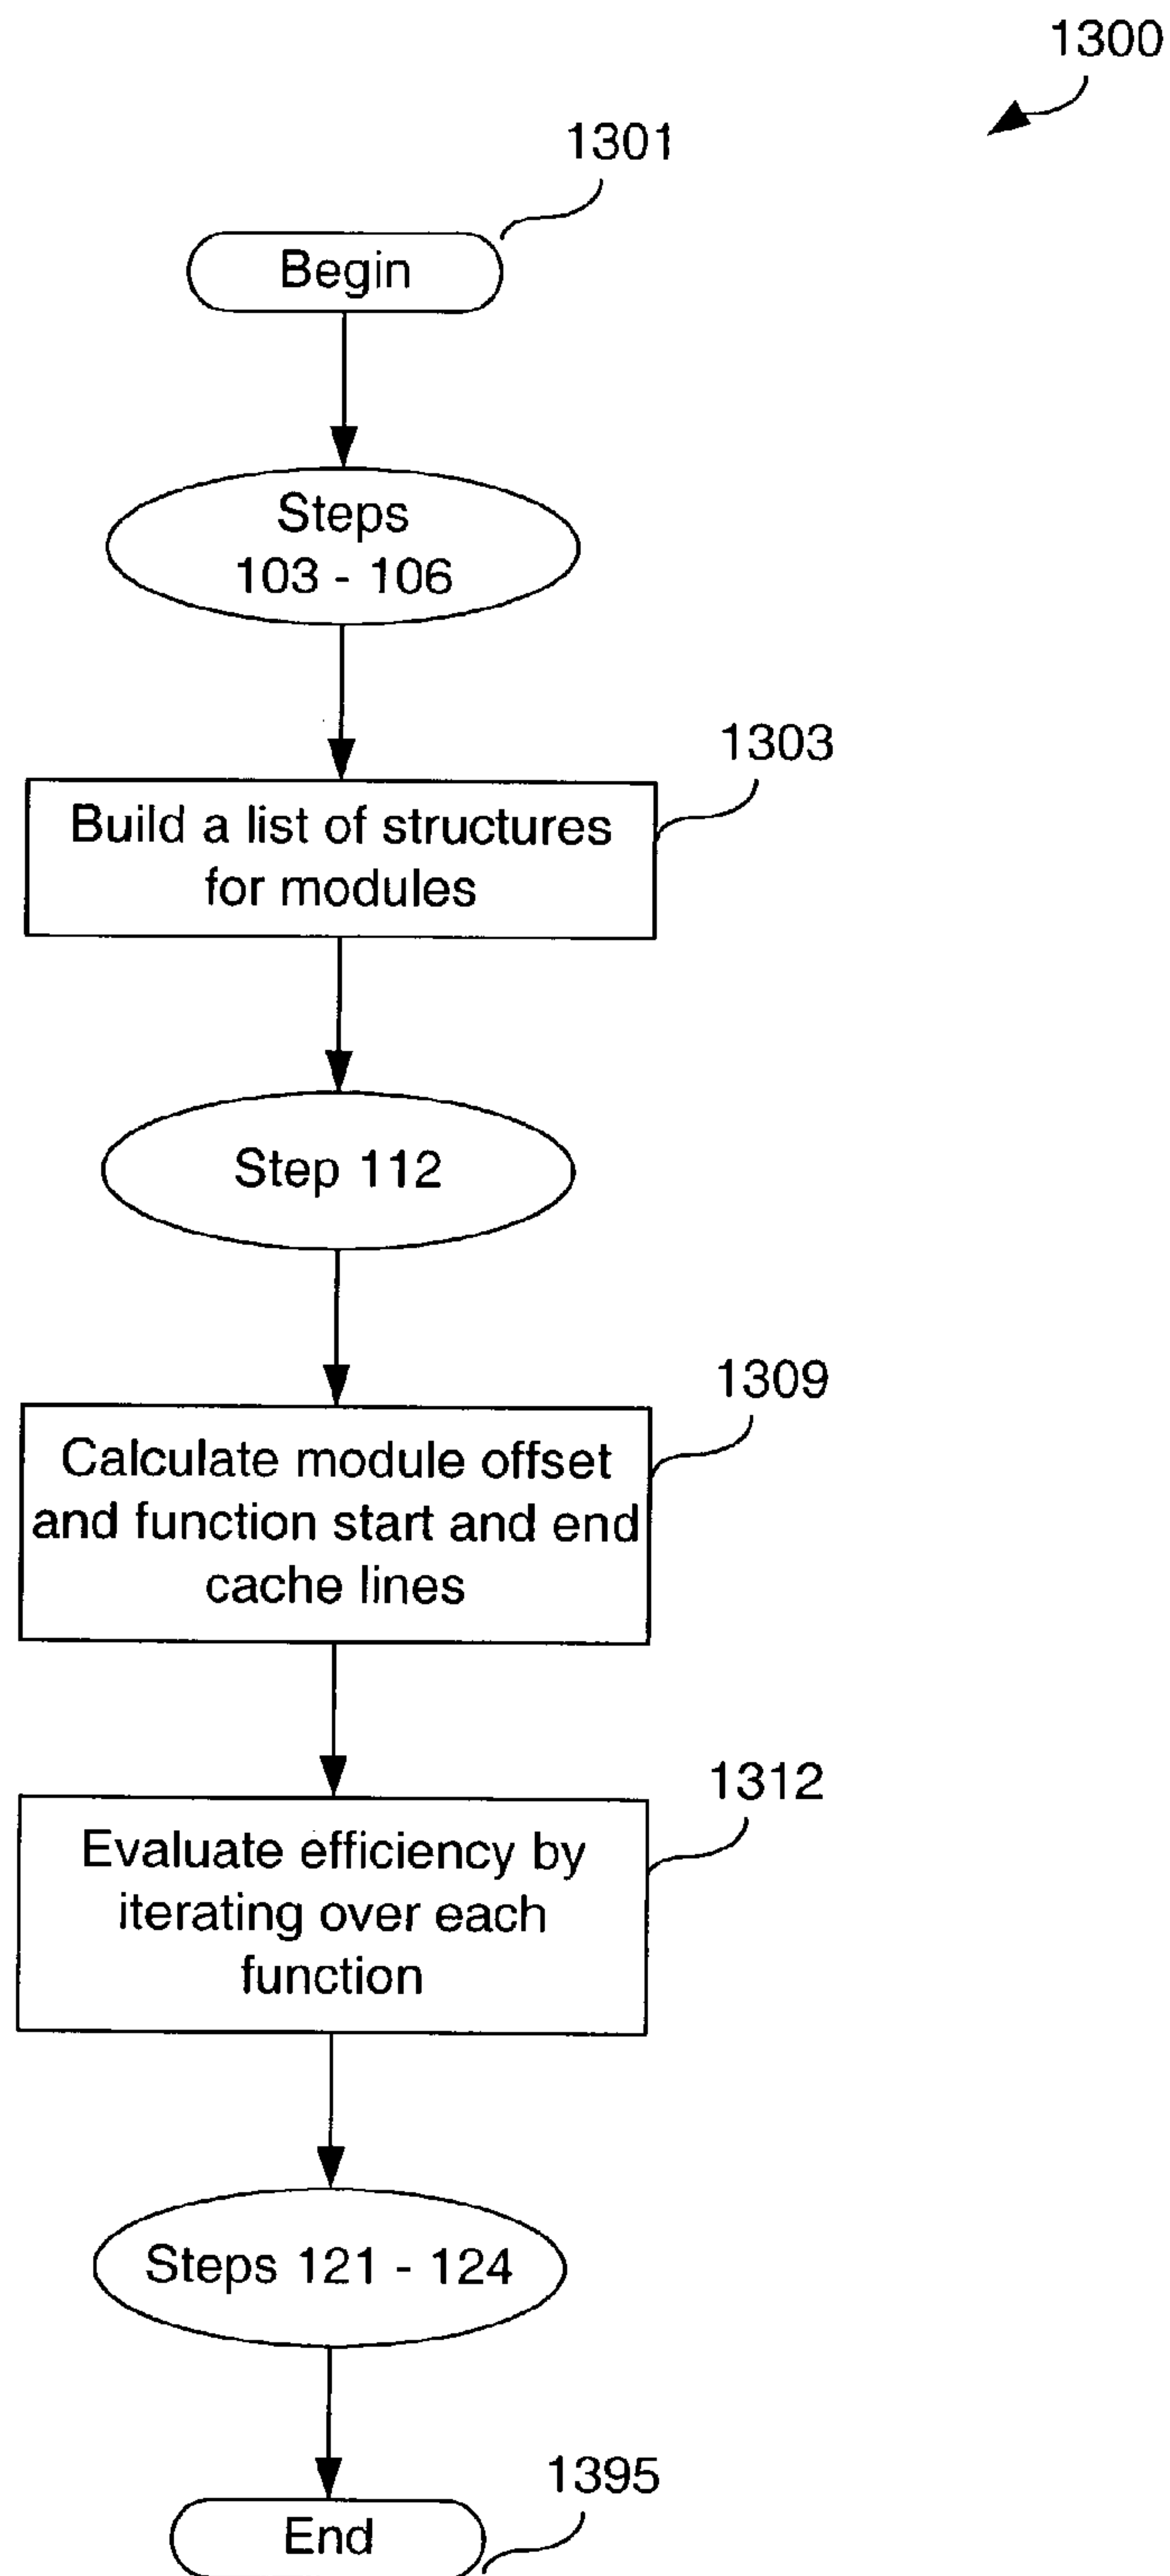 1300
1301
Begin
Steps
103 - 106
1303
Build a list of structures
for modules
Step 112
1309
Calculate module offset
and function start and end
cache lines
1312
Evaluate efficiency by
iterating over each
function
Steps 121 - 124
1395
End